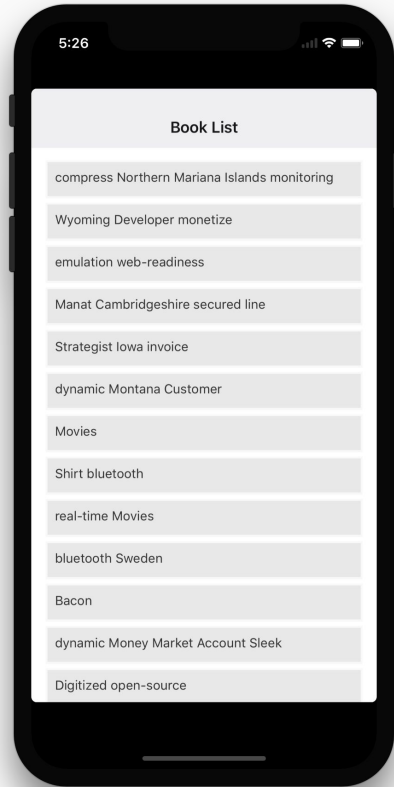 5:26
Book List
compress Northern Mariana Islands monitoring
Wyoming Developer monetize
emulation web-readiness
Manat Cambridgeshire secured line
Strategist Iowa invoice
dynamic Montana Customer
Movies
Shirt bluetooth
real-time Movies
bluetooth Sweden
Bacon
dynamic Money Market Account Sleek
Digitized open-source